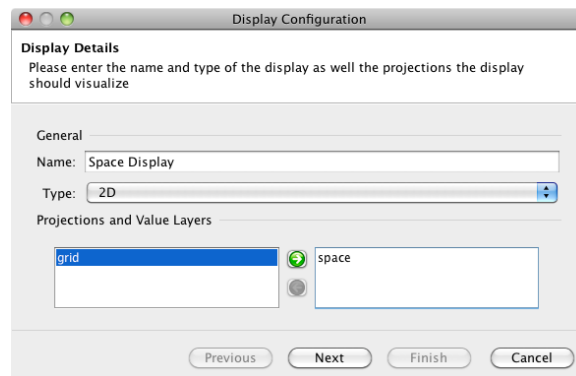 Display Configuration
Display Details
Please enter the name and type of the display as well the projections the display
should visualize
General
Name: Space Display
Type: 2D
Projections and Value Layers
grid space
Previous Next Finish Cancel